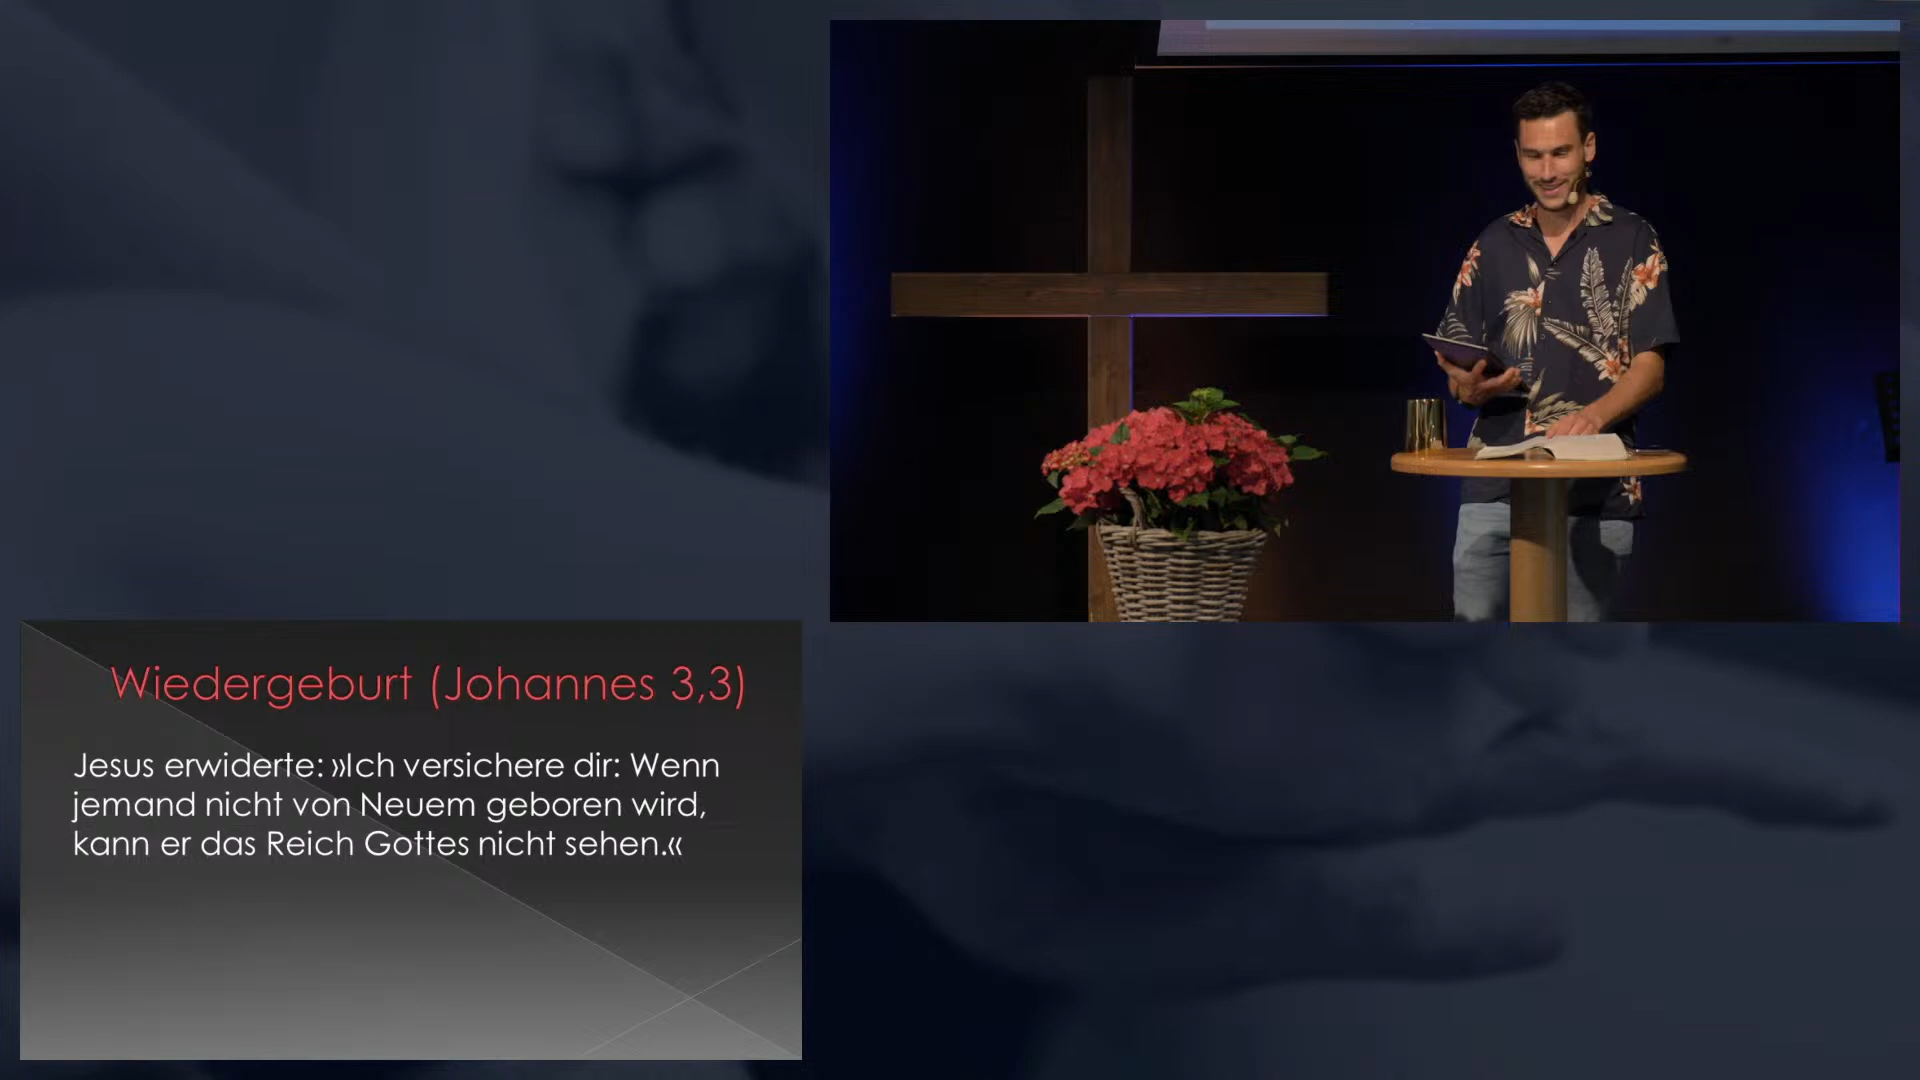 Wiedergeburt (Johannes 3,3)
Jesus erwiderte: »Ich versichere dir: Wenn
jemand nicht von Neuem geboren wird,
kann er das Reich Gottes nicht sehen.«